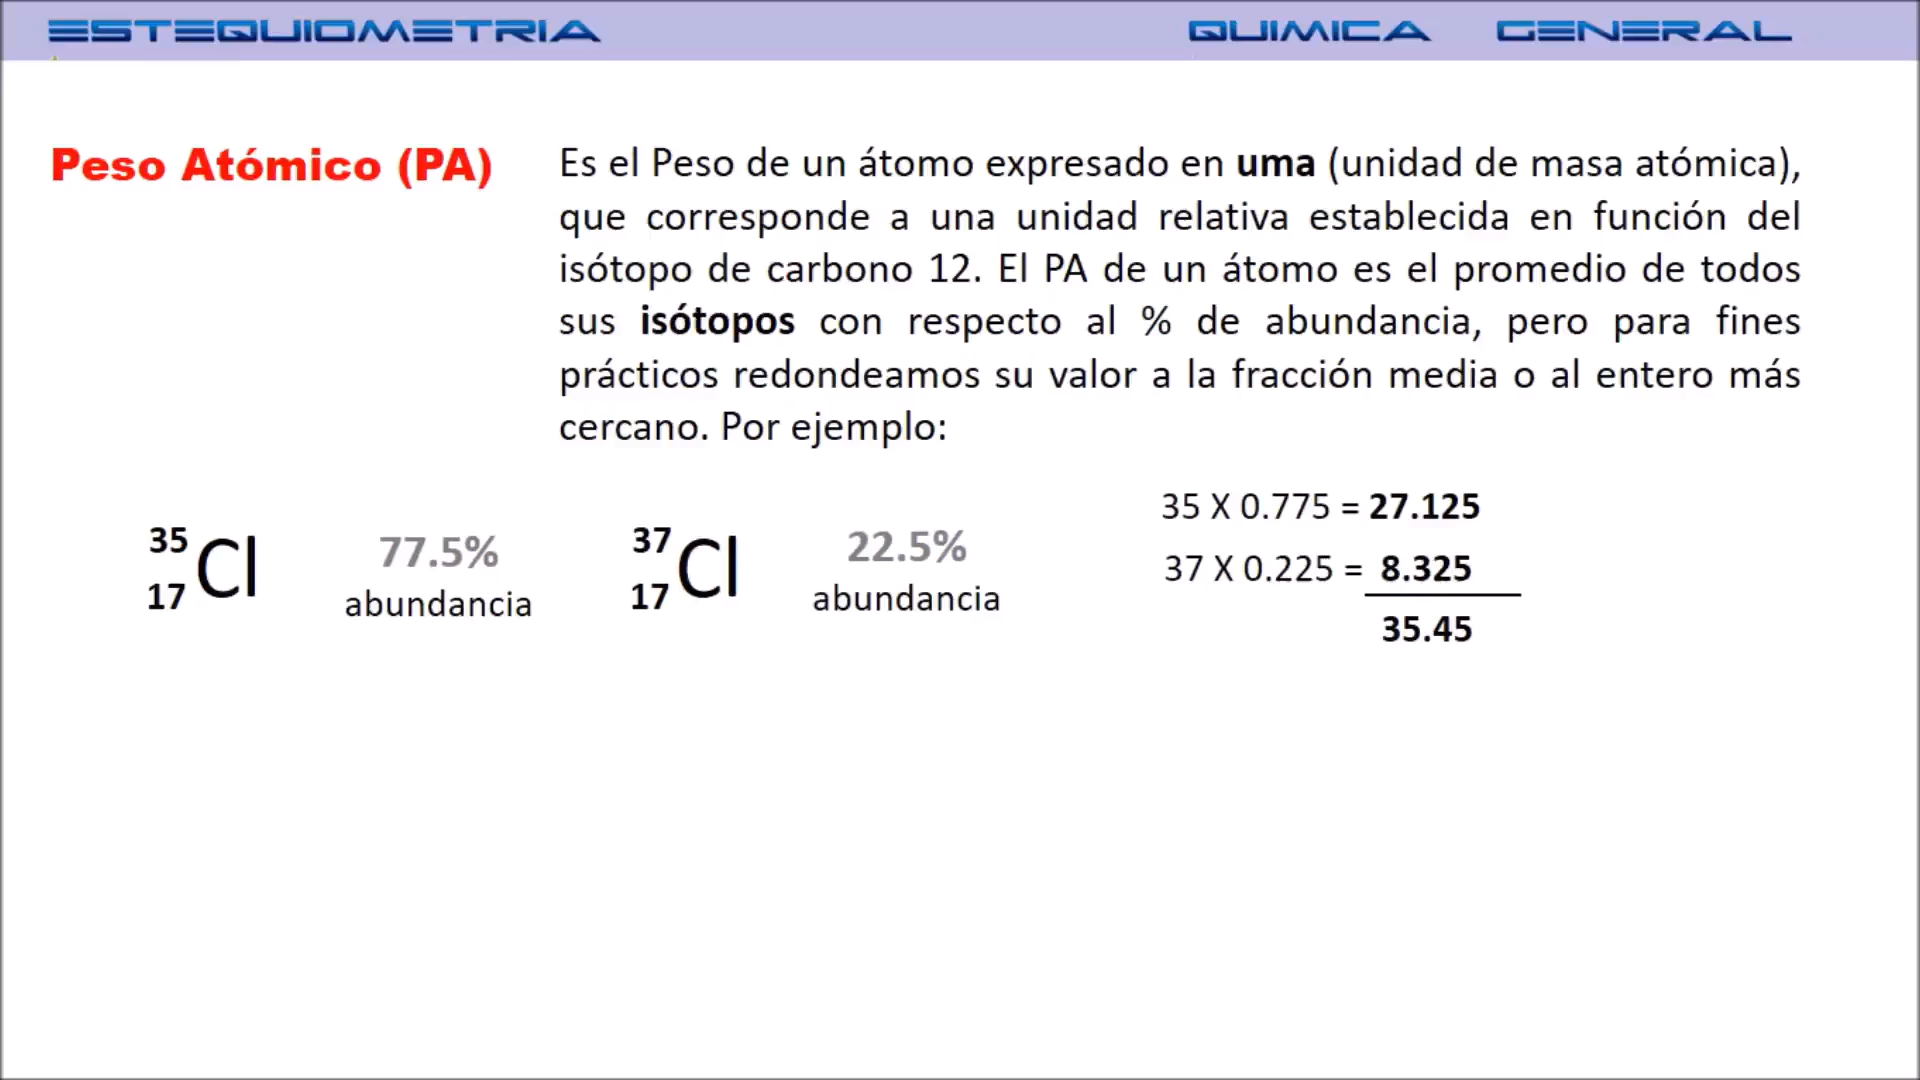 ESTEQUIOMETRIA QUIMICA GENERAL
Peso Atómico (PA)
Es el Peso de un átomo expresado en uma (unidad de masa atómica),
que corresponde a una unidad relativa establecida en función del
isótopo de carbono 12. El PA de un átomo es el promedio de todos
sus isótopos con respecto al % de abundancia, pero para fines
prácticos redondeamos su valor a la fracción media o al entero más
cercano. Por ejemplo:
35
17 Cl
77.5%
abundancia
37
17 Cl
22.5%
abundancia
35 X 0.775 = 27.125
37 X 0.225 = 8.325
35.45